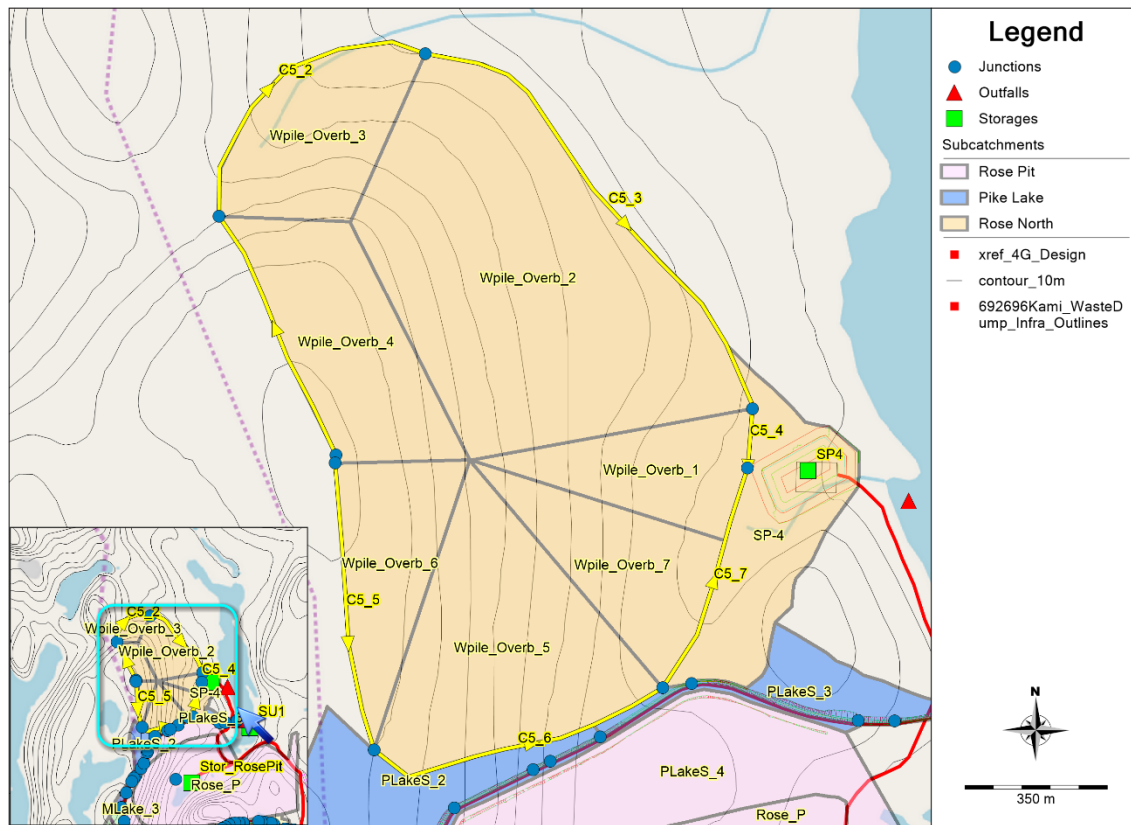 C5_2
Wpile_Overb_3
C5_3
Wpile_Overb_2
Wpile_Overb_4
C5_4
SP4
Wpile_Overb_1
SP-4
Wpile_Overb_6
Wpile_Overb_7
C5_7
C5_5
Wpile_Overb_5
PLakeS_3
C5_6
PLakeS_2
PLakeS_4
Rose_P
C5_2
Wpile_Overb_3
Wpile_Overb_2
C5_4
SP-4
C5_5
SU1
PLakeS_2
Stor_RosePit
Rose_P
MLake_3
Legend
Junctions
Outfalls
Storages
Subcatchments
Rose Pit
Pike Lake
Rose North
xref_4G_Design
contour_10m
692696Kami_WasteD
ump_Infra_Outlines
N
350 m